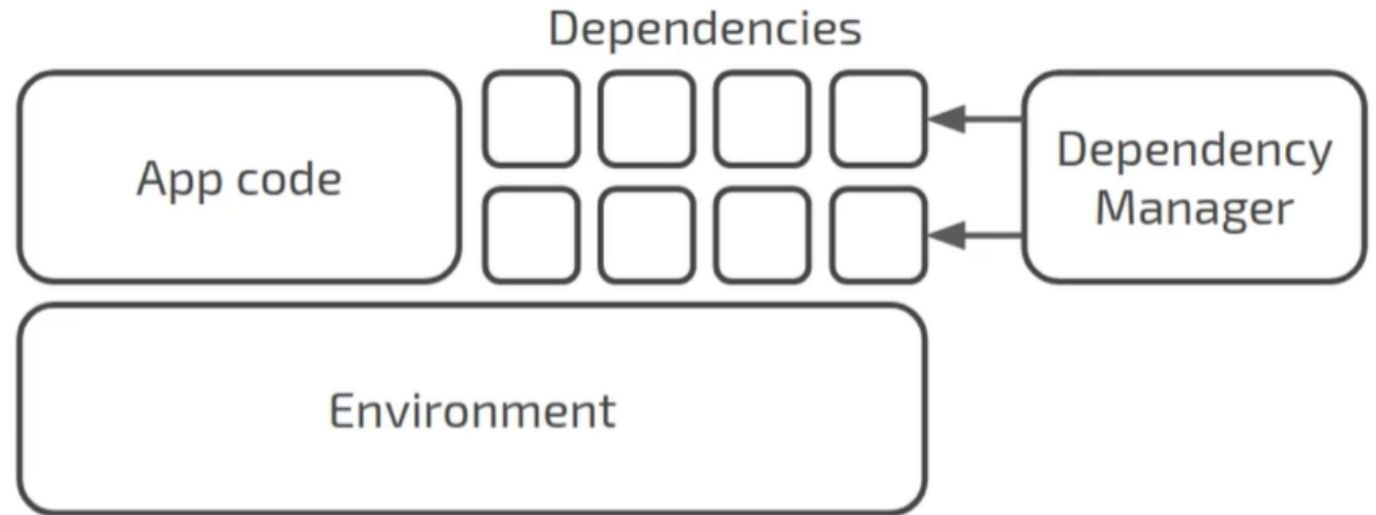 Dependencies
App code
Dependency
Manager
Environment